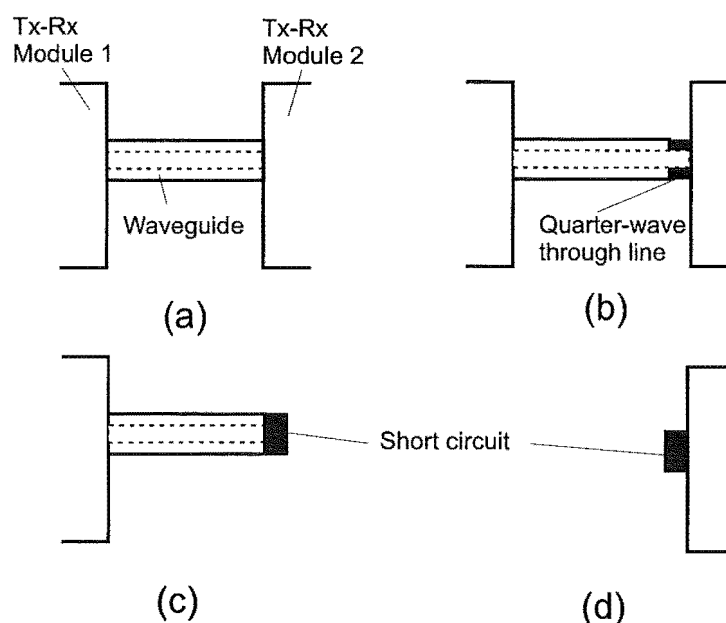 Tx-Rx
Module 1
Tx-Rx
Module 2
Waveguide
Quarter-wave
through line
(a)
(b)
Short circuit
(c)
(d)